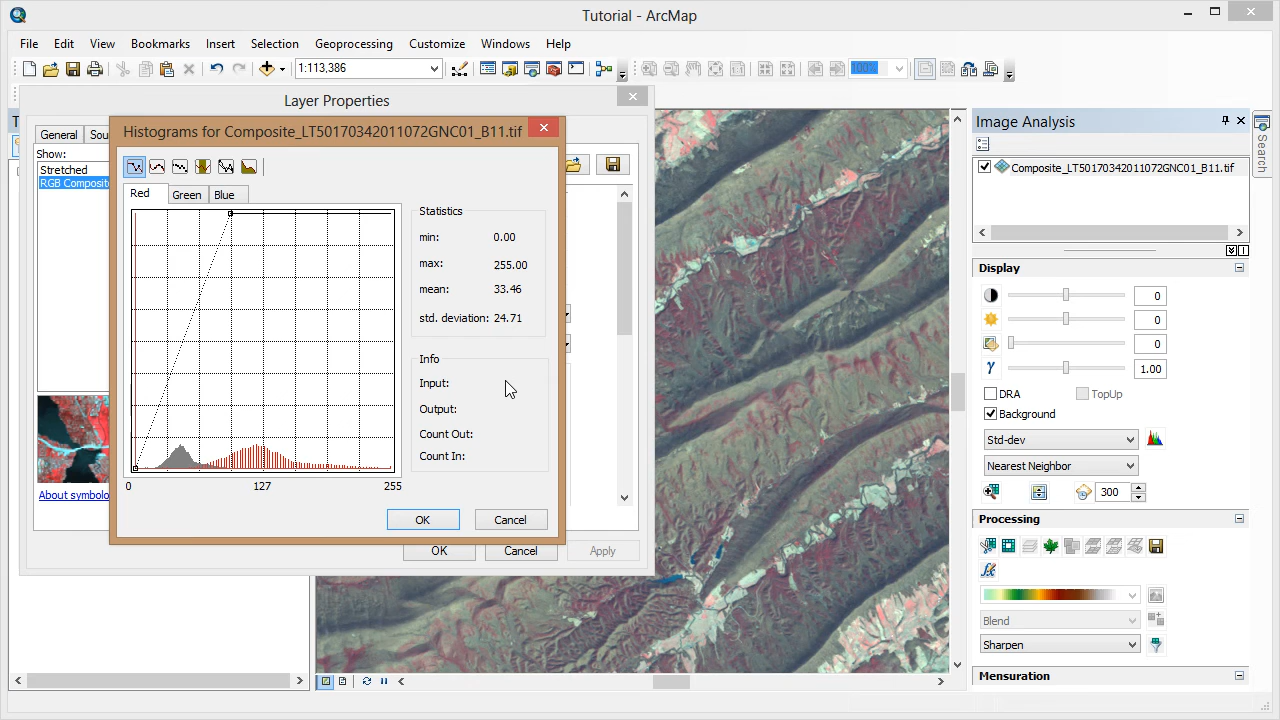 Tutorial - ArcMap
File Edit View Bookmarks Insert Selection Geoprocessing Customize Windows Help
1:113,386
100%
Layer Properties
Histograms for Composite_LT50170342011072GNC01_B11.tif
General Sou
Show:
Stretched
RGB Composit
Red Green Blue
Statistics
min: 0.00
max: 255.00
mean: 33.46
std. deviation: 24.71
Info
Input:
Output:
Count Out:
Count In:
0 127 255
OK Cancel
About symbolo
OK Cancel Apply
Image Analysis
Search
Composite_LT50170342011072GNC01_B11.tif
Display
0
0
0
1.00
DRA TopUp
Background
Std-dev
Nearest Neighbor
300
Processing
Blend
Sharpen
Mensuration